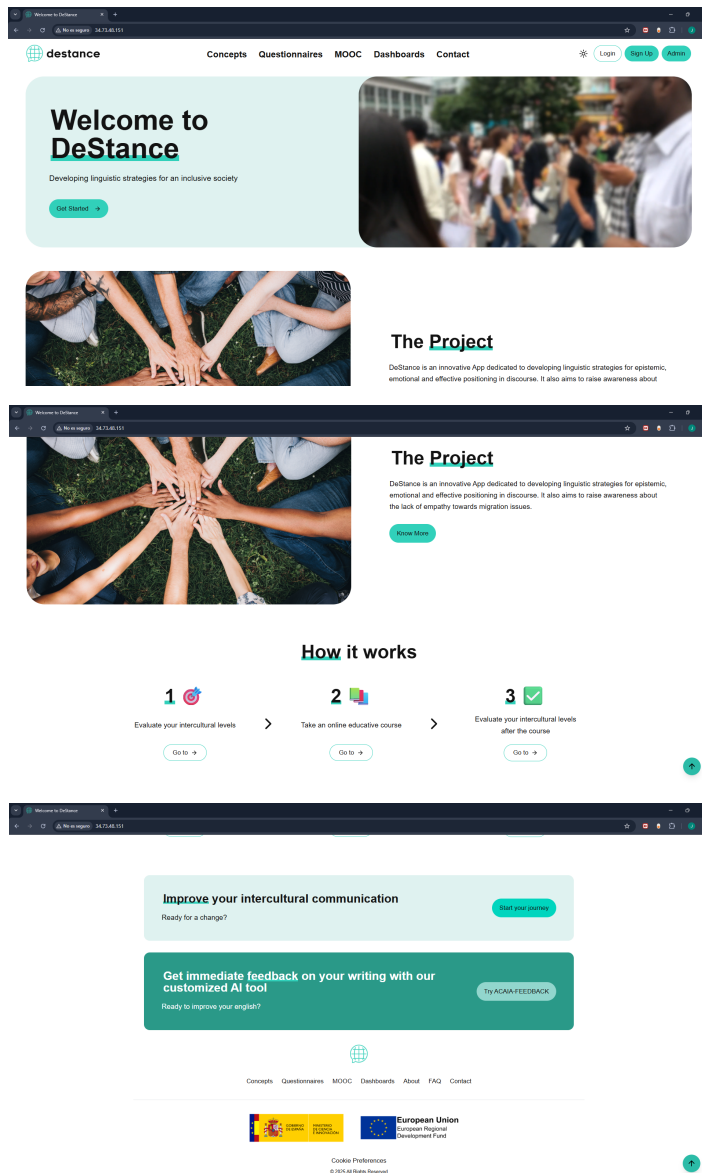 Welcome to DeStance
No es seguro 34.73.48.151
destance
Concepts Questionnaires MOOC Dashboards Contact
Login Sign Up Admin
Welcome to
DeStance
Developing linguistic strategies for an inclusive society
Get Started →
The Project
DeStance is an innovative App dedicated to developing linguistic strategies for epistemic,
emotional and effective positioning in discourse. It also aims to raise awareness about
Welcome to DeStance
No es seguro 34.73.48.151
The Project
DeStance is an innovative App dedicated to developing linguistic strategies for epistemic,
emotional and effective positioning in discourse. It also aims to raise awareness about
the lack of empathy towards migration issues.
Know More
How it works
1
2
3
Evaluate your intercultural levels
Take an online educative course
Evaluate your intercultural levels
after the course
Go to →
Go to →
Go to →
Welcome to DeStance
No es seguro 34.73.48.151
Improve your intercultural communication
Ready for a change?
Start your journey
Get immediate feedback on your writing with our
customized AI tool
Ready to improve your english?
Try ACAIA-FEEDBACK
Concepts Questionnaires MOOC Dashboards About FAQ Contact
GOBIERNO
DE ESPAÑA
MINISTERIO
DE CIENCIA
E INNOVACIÓN
European Union
European Regional
Development Fund
Cookie Preferences
© 2025 All Rights Reserved